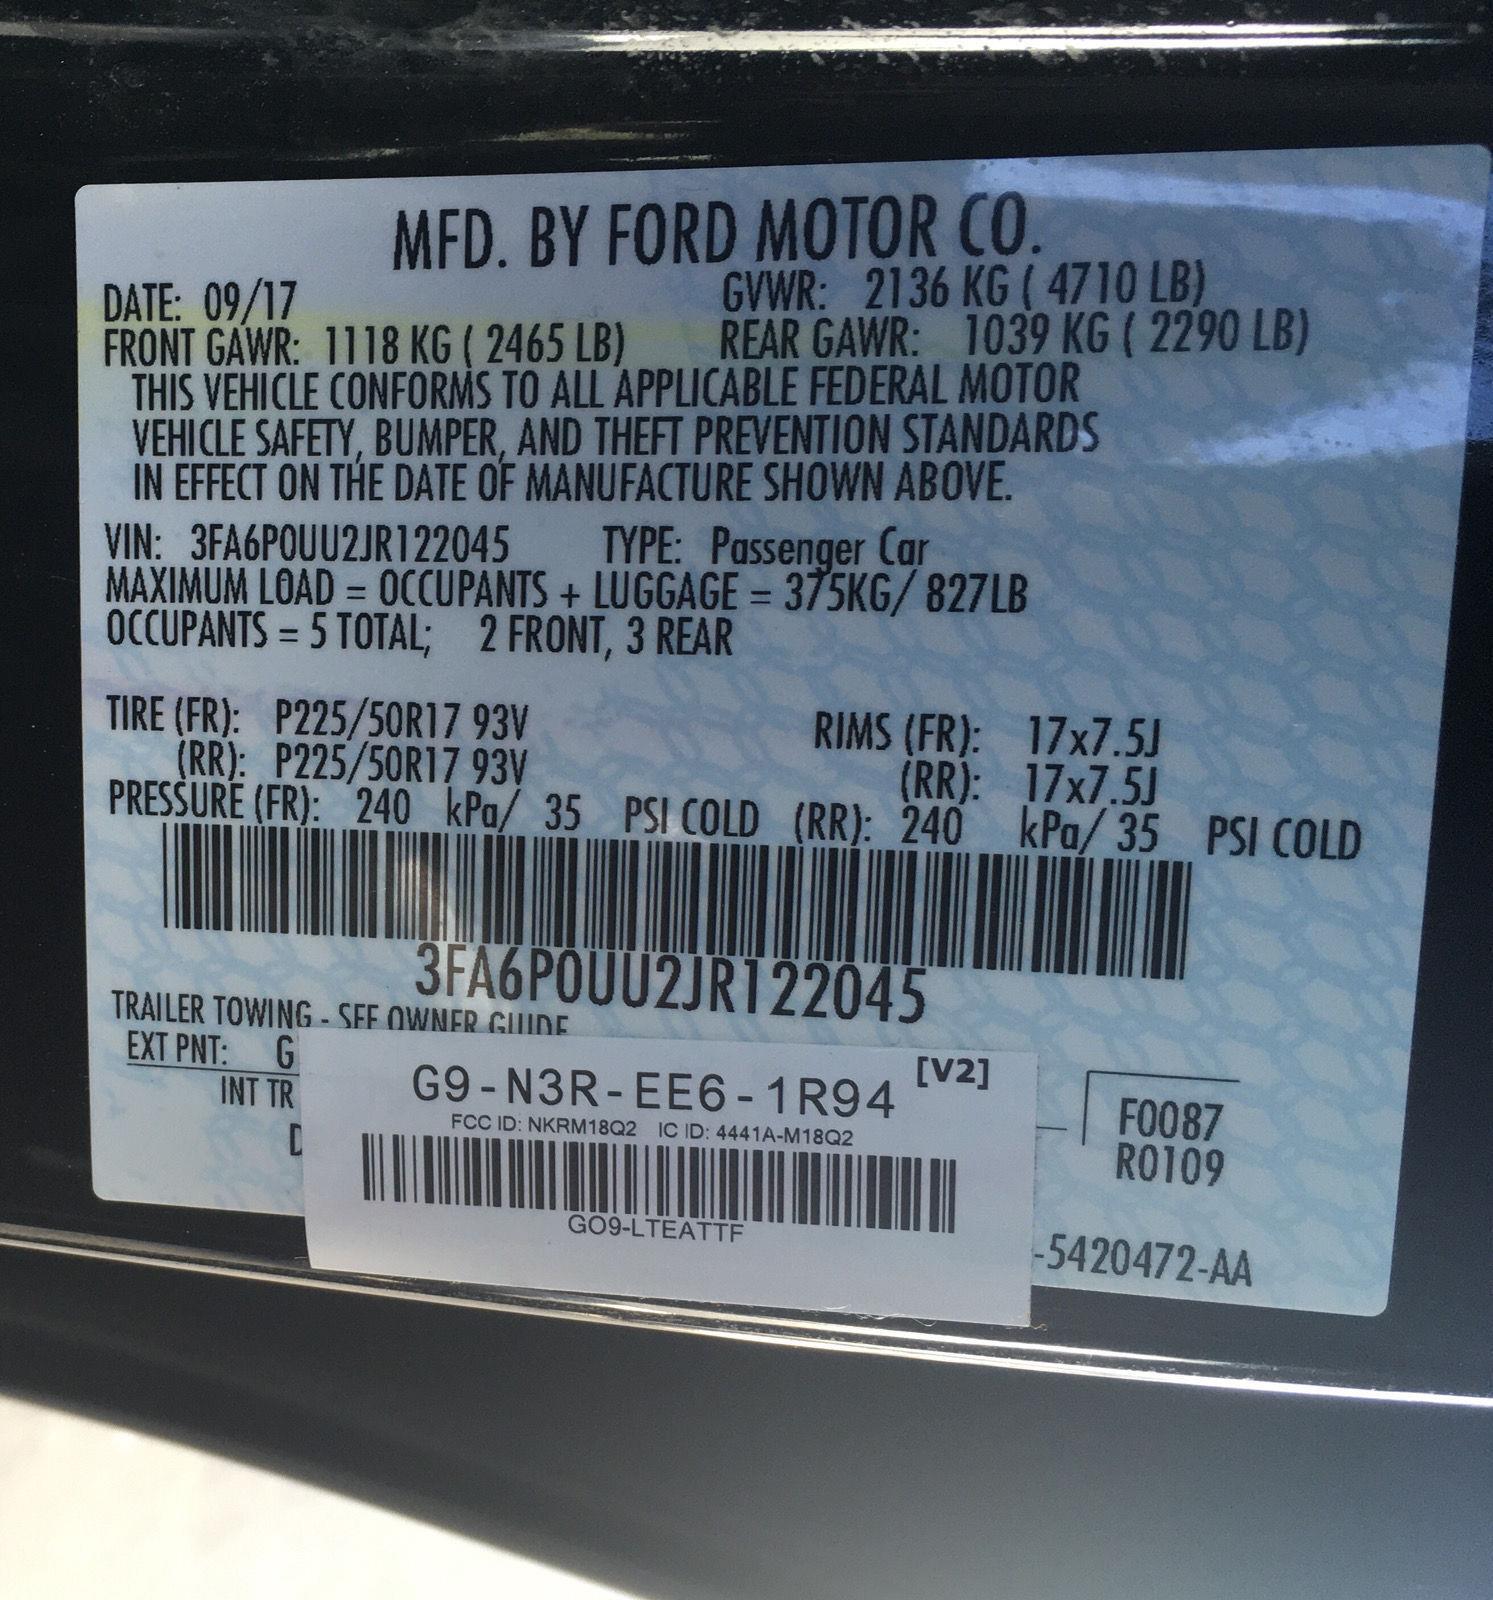 MFD. BY FORD MOTOR CO.
DATE: 09/17 GVWR: 2136 KG ( 4710 LB)
FRONT GAWR: 1118 KG ( 2465 LB) REAR GAWR: 1039 KG ( 2290 LB)
THIS VEHICLE CONFORMS TO ALL APPLICABLE FEDERAL MOTOR
VEHICLE SAFETY, BUMPER, AND THEFT PREVENTION STANDARDS
IN EFFECT ON THE DATE OF MANUFACTURE SHOWN ABOVE.
VIN: 3FA6P0UU2JR122045 TYPE: Passenger Car
MAXIMUM LOAD = OCCUPANTS + LUGGAGE = 375KG/ 827LB
OCCUPANTS = 5 TOTAL; 2 FRONT, 3 REAR
TIRE (FR): P225/50R17 93V RIMS (FR): 17x7.5J
(RR): P225/50R17 93V (RR): 17x7.5J
PRESSURE (FR): 240 kPa/ 35 PSI COLD (RR): 240 kPa/ 35 PSI COLD
3FA6P0UU2JR122045
TRAILER TOWING - SEE OWNER GUIDE
EXT PNT: G
INT TR
G9-N3R-EE6-1R94 [V2]
FCC ID: NKRM18Q2 IC ID: 4441A-M18Q2
GO9-LTEATTF
F0087
R0109
-5420472-AA